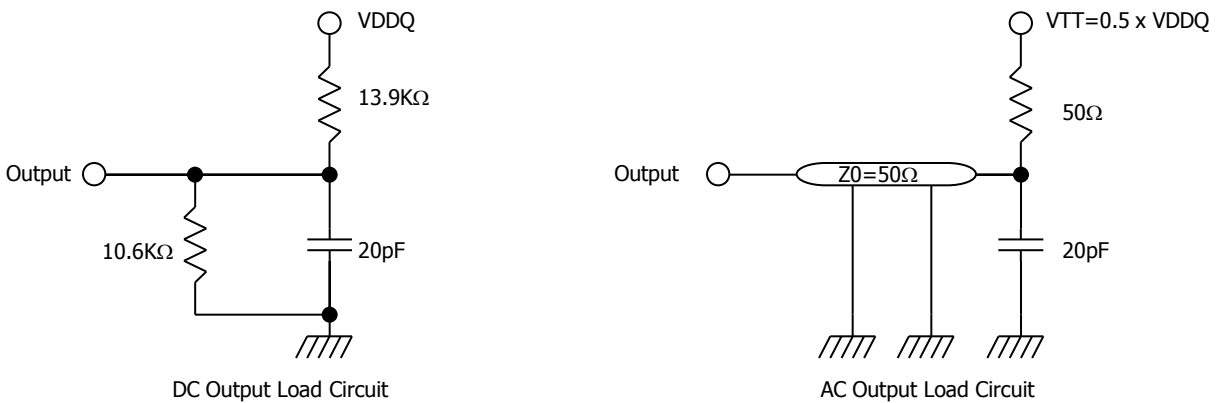 VDDQ
13.9KΩ
Output
10.6KΩ
20pF
DC Output Load Circuit
VTT=0.5 x VDDQ
50Ω
Output
Z0=50Ω
20pF
AC Output Load Circuit